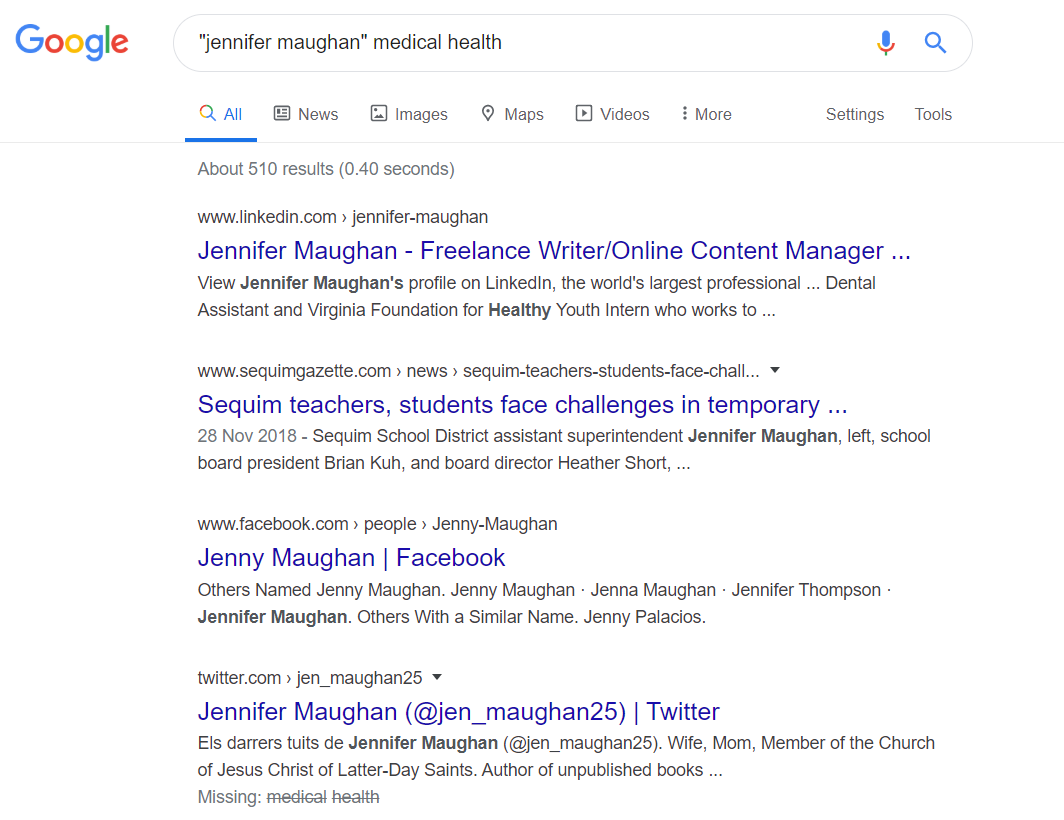 Google
"jennifer maughan" medical health
All News Images Maps Videos More Settings Tools
About 510 results (0.40 seconds)
www.linkedin.com › jennifer-maughan
Jennifer Maughan - Freelance Writer/Online Content Manager ...
View Jennifer Maughan's profile on LinkedIn, the world's largest professional ... Dental
Assistant and Virginia Foundation for Healthy Youth Intern who works to ...
www.sequimgazette.com › news › sequim-teachers-students-face-chall...
Sequim teachers, students face challenges in temporary ...
28 Nov 2018 - Sequim School District assistant superintendent Jennifer Maughan, left, school
board president Brian Kuh, and board director Heather Short, ...
www.facebook.com › people › Jenny-Maughan
Jenny Maughan | Facebook
Others Named Jenny Maughan. Jenny Maughan · Jenna Maughan · Jennifer Thompson ·
Jennifer Maughan. Others With a Similar Name. Jenny Palacios.
twitter.com › jen_maughan25
Jennifer Maughan (@jen_maughan25) | Twitter
Els darrers tuits de Jennifer Maughan (@jen_maughan25). Wife, Mom, Member of the Church
of Jesus Christ of Latter-Day Saints. Author of unpublished books ...
Missing: medical health